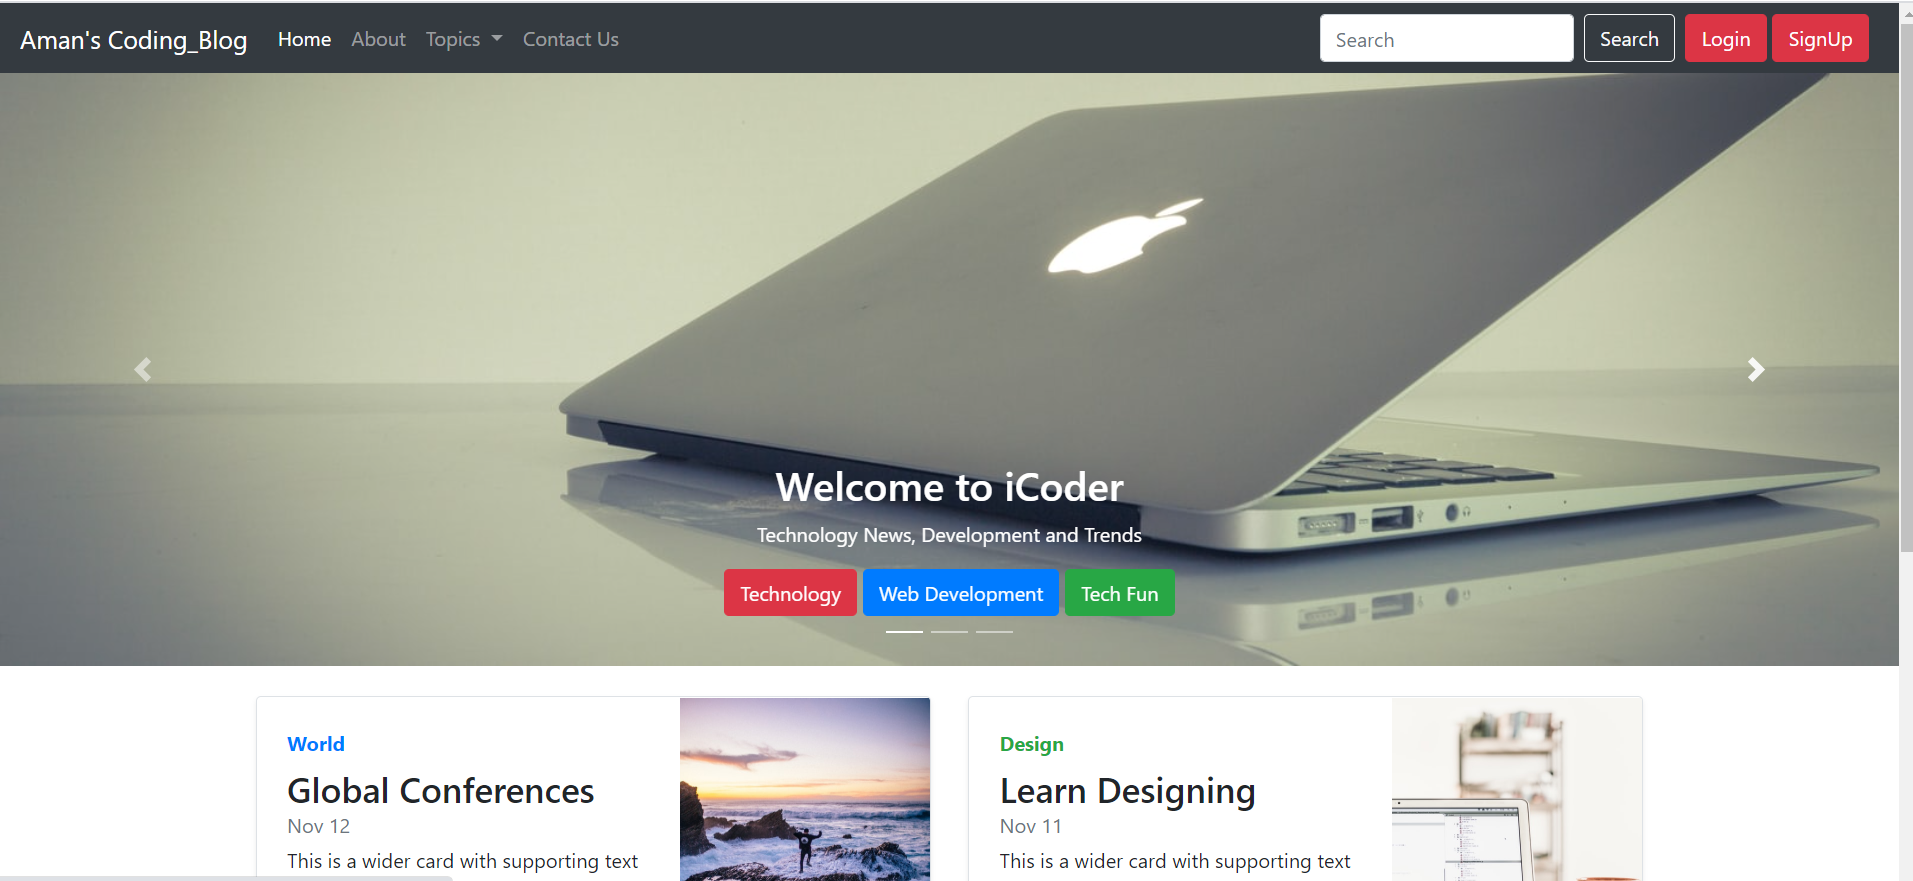 Aman's Coding_Blog Home About Topics Contact Us Search Search Login SignUp
Welcome to iCoder
Technology News, Development and Trends
Technology Web Development Tech Fun
World
Global Conferences
Nov 12
This is a wider card with supporting text
Design
Learn Designing
Nov 11
This is a wider card with supporting text